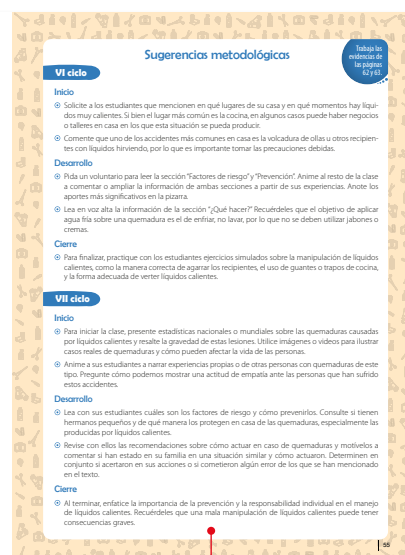 Sugerencias metodológicas
Trabaja las
evidencias de
las páginas
62 y 63.
VI ciclo
Inicio
Solicite a los estudiantes que mencionen en qué lugares de su casa y en qué momentos hay líqui-
dos muy calientes. Si bien el lugar más común es la cocina, en algunos casos puede haber negocios
o talleres en casa en los que esta situación se pueda producir.
Comente que uno de los accidentes más comunes en casa es la volcadura de ollas u otros recipien-
tes con líquidos hirviendo, por lo que es importante tomar las precauciones debidas.
Desarrollo
Pida un voluntario para leer la sección “Factores de riesgo” y “Prevención”. Anime al resto de la clase
a comentar o ampliar la información de ambas secciones a partir de sus experiencias. Anote los
aportes más significativos en la pizarra.
Lea en voz alta la información de la sección “¿Qué hacer?” Recuérdeles que el objetivo de aplicar
agua fría sobre una quemadura es el de enfriar, no lavar, por lo que no se deben utilizar jabones o
cremas.
Cierre
Para finalizar, practique con los estudiantes ejercicios simulados sobre la manipulación de líquidos
calientes, como la manera correcta de agarrar los recipientes, el uso de guantes o trapos de cocina,
y la forma adecuada de verter líquidos calientes.
VII ciclo
Inicio
Para iniciar la clase, presente estadísticas nacionales o mundiales sobre las quemaduras causadas
por líquidos calientes y resalte la gravedad de estas lesiones. Utilice imágenes o videos para ilustrar
casos reales de quemaduras y cómo pueden afectar la vida de las personas.
Anime a sus estudiantes a narrar experiencias propias o de otras personas con quemaduras de este
tipo. Pregunte cómo podemos mostrar una actitud de empatía ante las personas que han sufrido
estos accidentes.
Desarrollo
Lea con sus estudiantes cuáles son los factores de riesgo y cómo prevenirlos. Consulte si tienen
hermanos pequeños y de qué manera los protegen en casa de las quemaduras, especialmente las
producidas por líquidos calientes.
Revise con ellos las recomendaciones sobre cómo actuar en caso de quemaduras y motívelos a
comentar si han estado en su familia en una situación similar y cómo actuaron. Determinen en
conjunto si acertaron en sus acciones o si cometieron algún error de los que se han mencionado
en el texto.
Cierre
Al terminar, enfatice la importancia de la prevención y la responsabilidad individual en el manejo
de líquidos calientes. Recuérdeles que una mala manipulación de líquidos calientes puede tener
consecuencias graves.
55